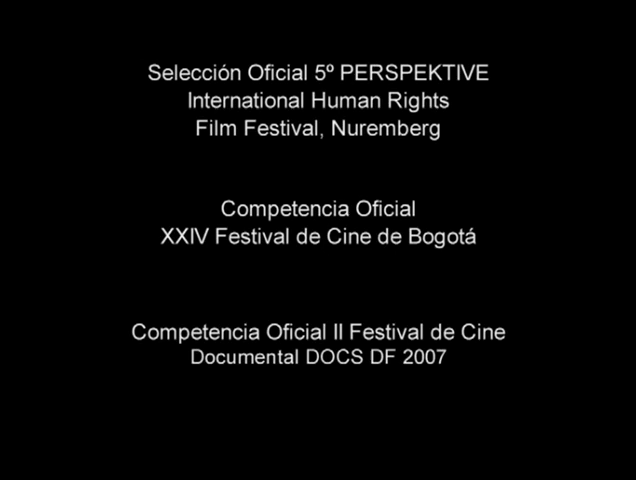 Selección Oficial 5º PERSPEKTIVE
International Human Rights
Film Festival, Nuremberg
Competencia Oficial
XXIV Festival de Cine de Bogotá
Competencia Oficial II Festival de Cine
Documental DOCS DF 2007